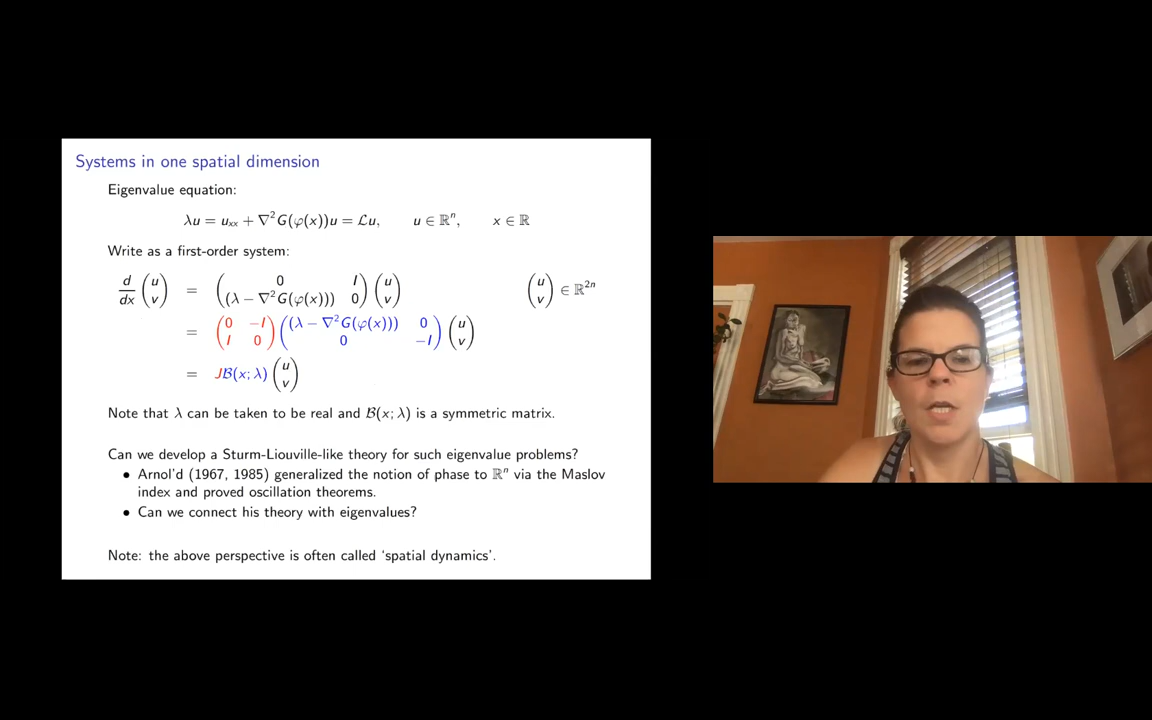 Systems in one spatial dimension
Eigenvalue equation:
λu = u_xx + ∇²G(φ(x))u = ℒu,   u ∈ ℝⁿ,   x ∈ ℝ
Write as a first-order system:
d/dx (u v) = (0 I (λ − ∇²G(φ(x))) 0) (u v)   (u v) ∈ ℝ²ⁿ
= (0 −I I 0) ((λ − ∇²G(φ(x))) 0 0 −I) (u v)
= Jℬ(x; λ) (u v)
Note that λ can be taken to be real and ℬ(x; λ) is a symmetric matrix.
Can we develop a Sturm-Liouville-like theory for such eigenvalue problems?
• Arnol'd (1967, 1985) generalized the notion of phase to ℝⁿ via the Maslov
index and proved oscillation theorems.
• Can we connect his theory with eigenvalues?
Note: the above perspective is often called 'spatial dynamics'.